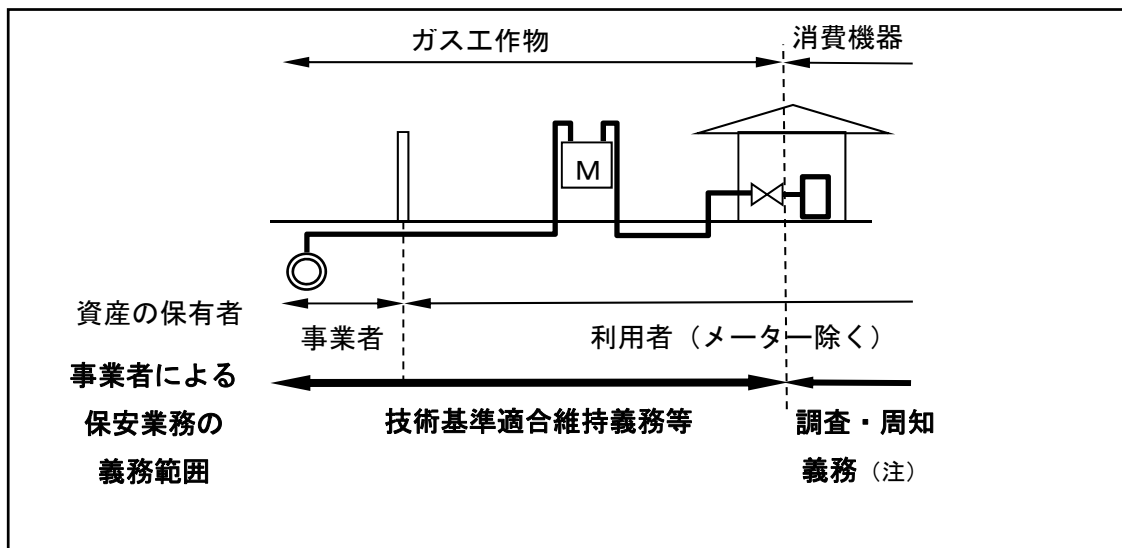 ガス工作物
消費機器
M
資産の保有者
事業者
利用者（メーター除く）
事業者による
保安業務の
義務範囲
技術基準適合維持義務等
調査・周知
義務（注）